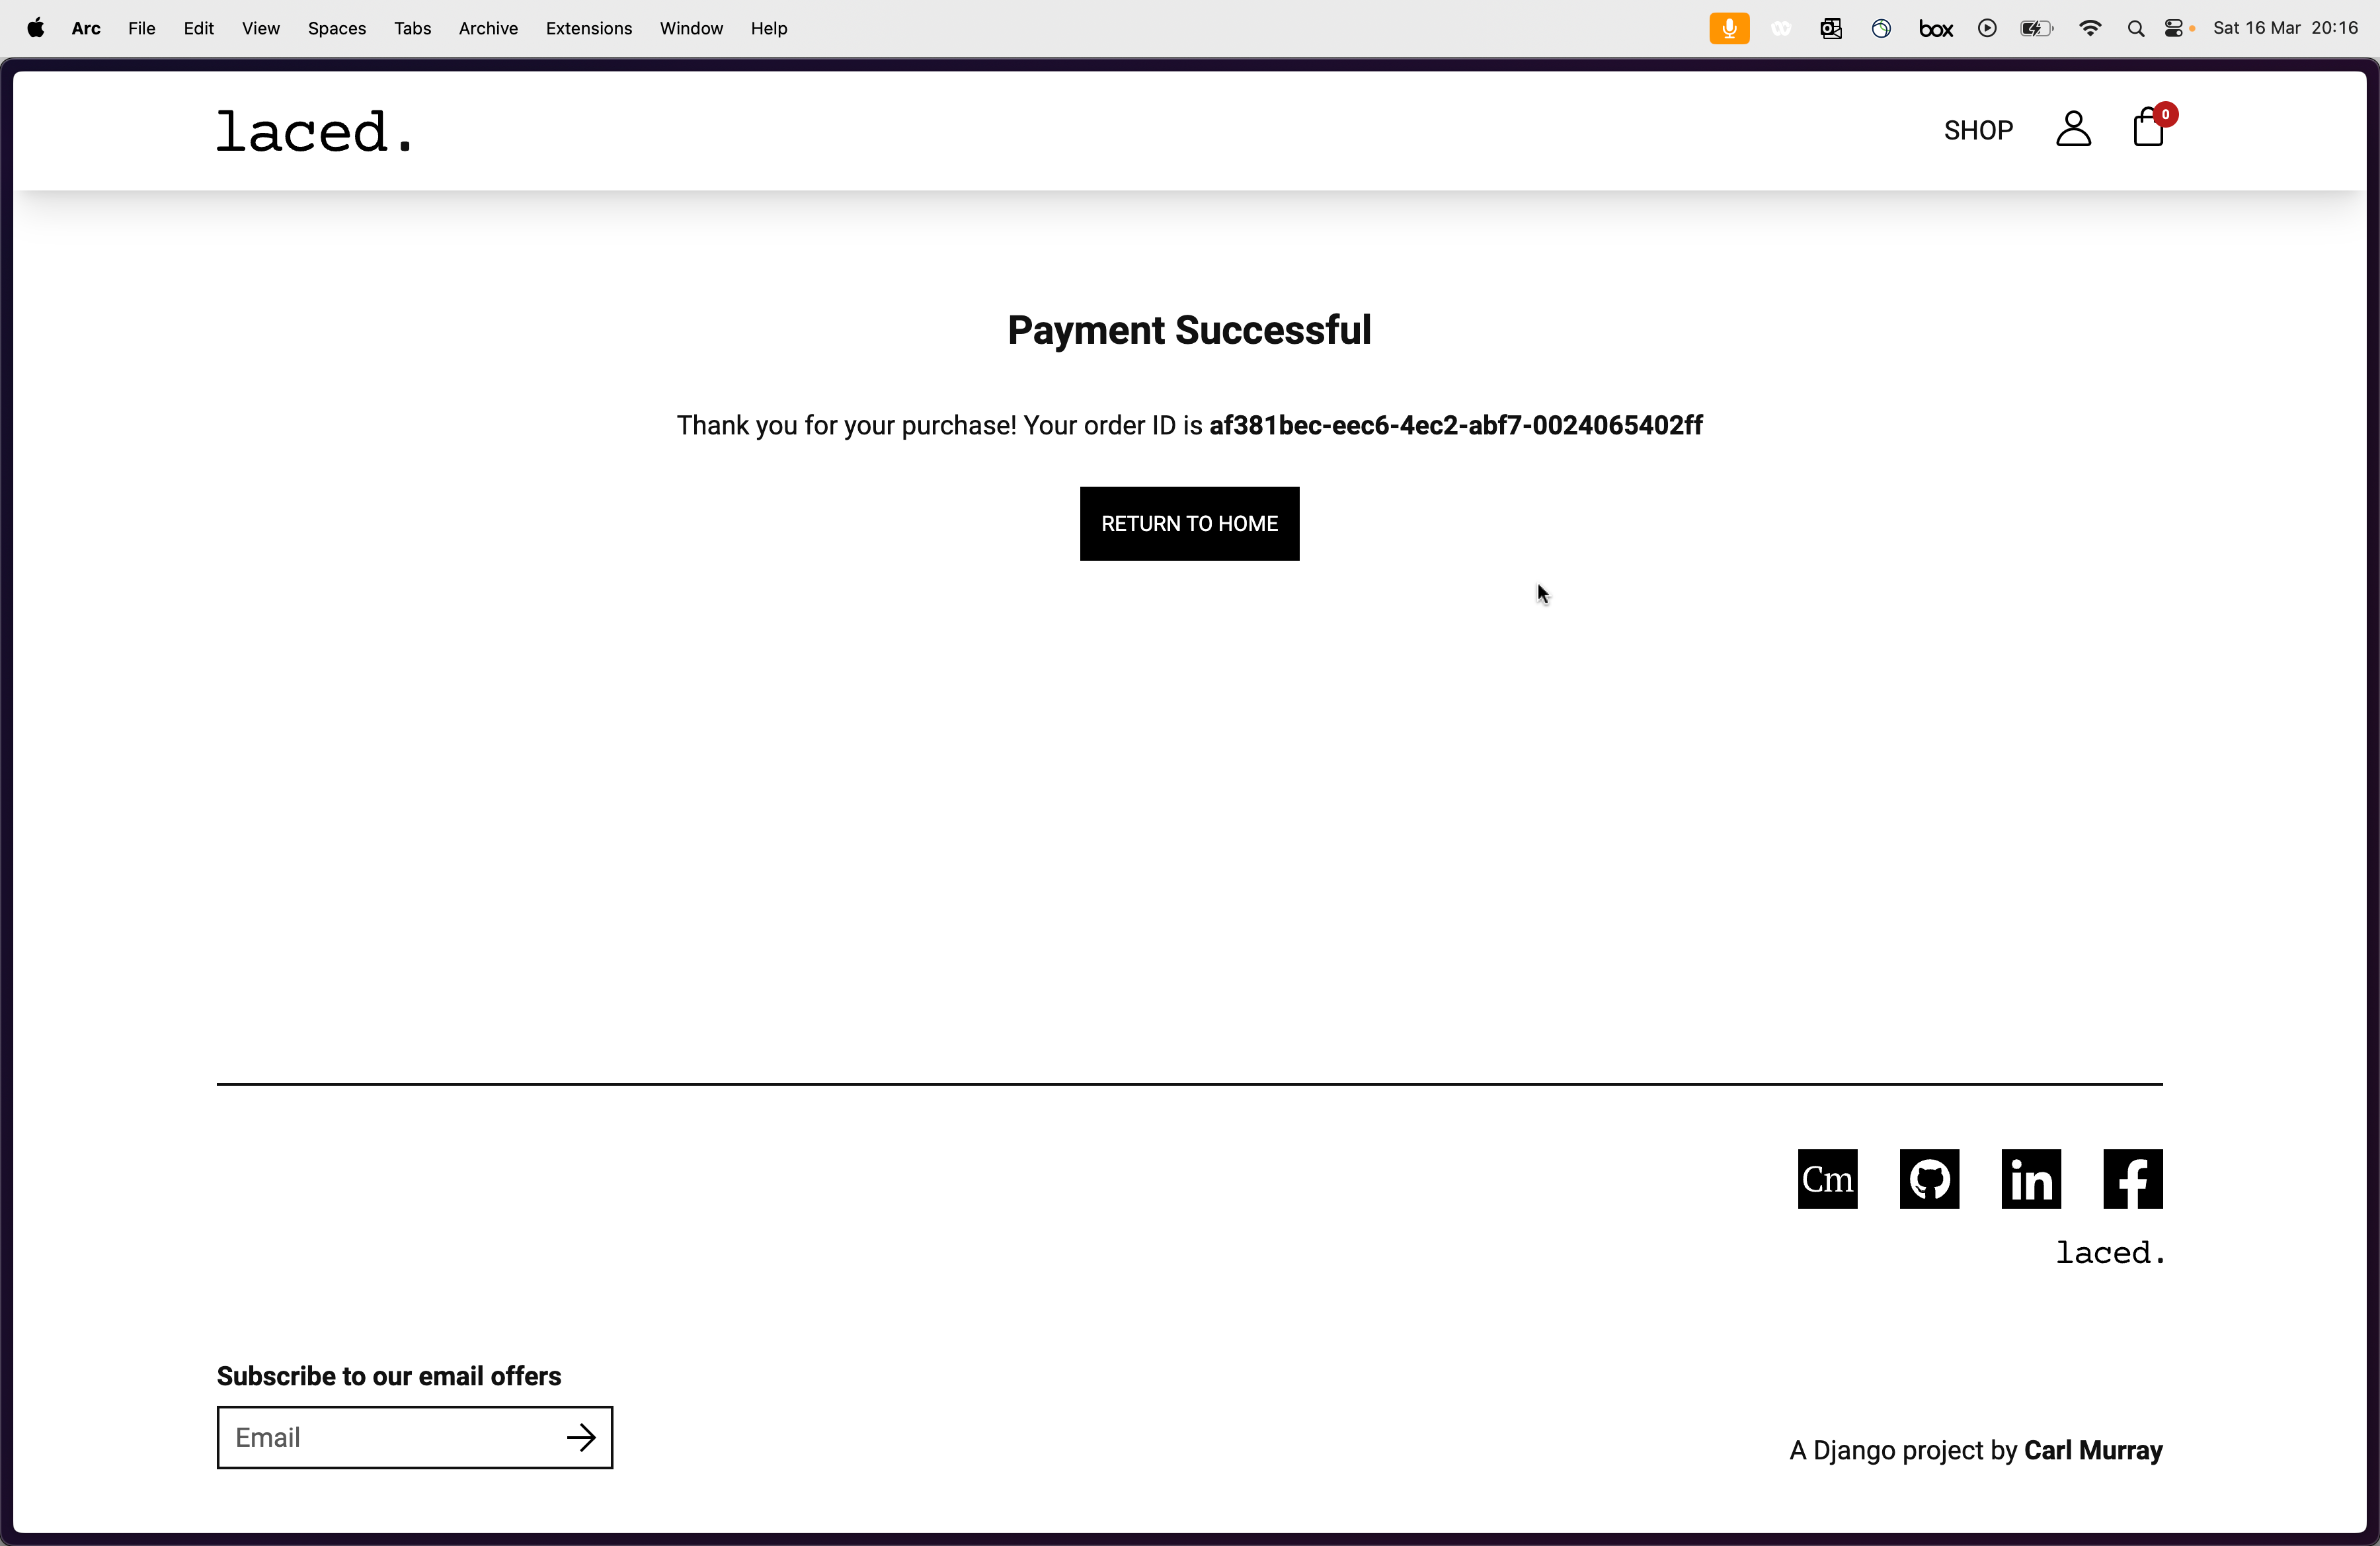 Arc File Edit View Spaces Tabs Archive Extensions Window Help box Sat 16 Mar 20:16
laced. SHOP 0
Payment Successful
Thank you for your purchase! Your order ID is af381bec-eec6-4ec2-abf7-0024065402ff
RETURN TO HOME
Cm in f
laced.
Subscribe to our email offers
Email
A Django project by Carl Murray